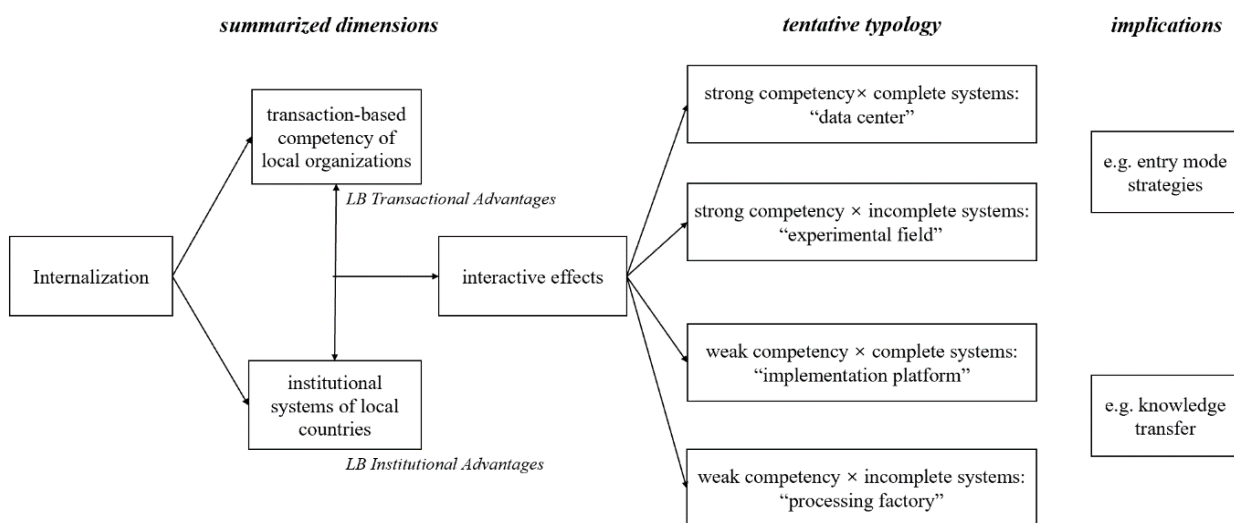 summarized dimensions
tentative typology
implications
transaction-based
competency of
local organizations
LB Transactional Advantages
Internalization
interactive effects
institutional
systems of local
countries
LB Institutional Advantages
strong competency× complete systems:
“data center”
strong competency × incomplete systems:
“experimental field”
weak competency × complete systems:
“implementation platform”
weak competency × incomplete systems:
“processing factory”
e.g. entry mode
strategies
e.g. knowledge
transfer